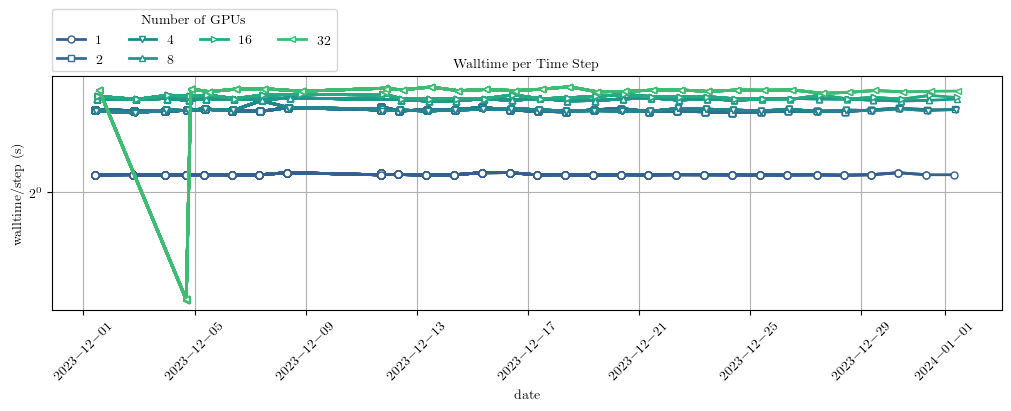 Number of GPUs
1 4 16 32
2 8
Walltime per Time Step
walltime/step (s)
2⁰
2023−12−01 2023−12−05 2023−12−09 2023−12−13 2023−12−17 2023−12−21 2023−12−25 2023−12−29 2024−01−01
date